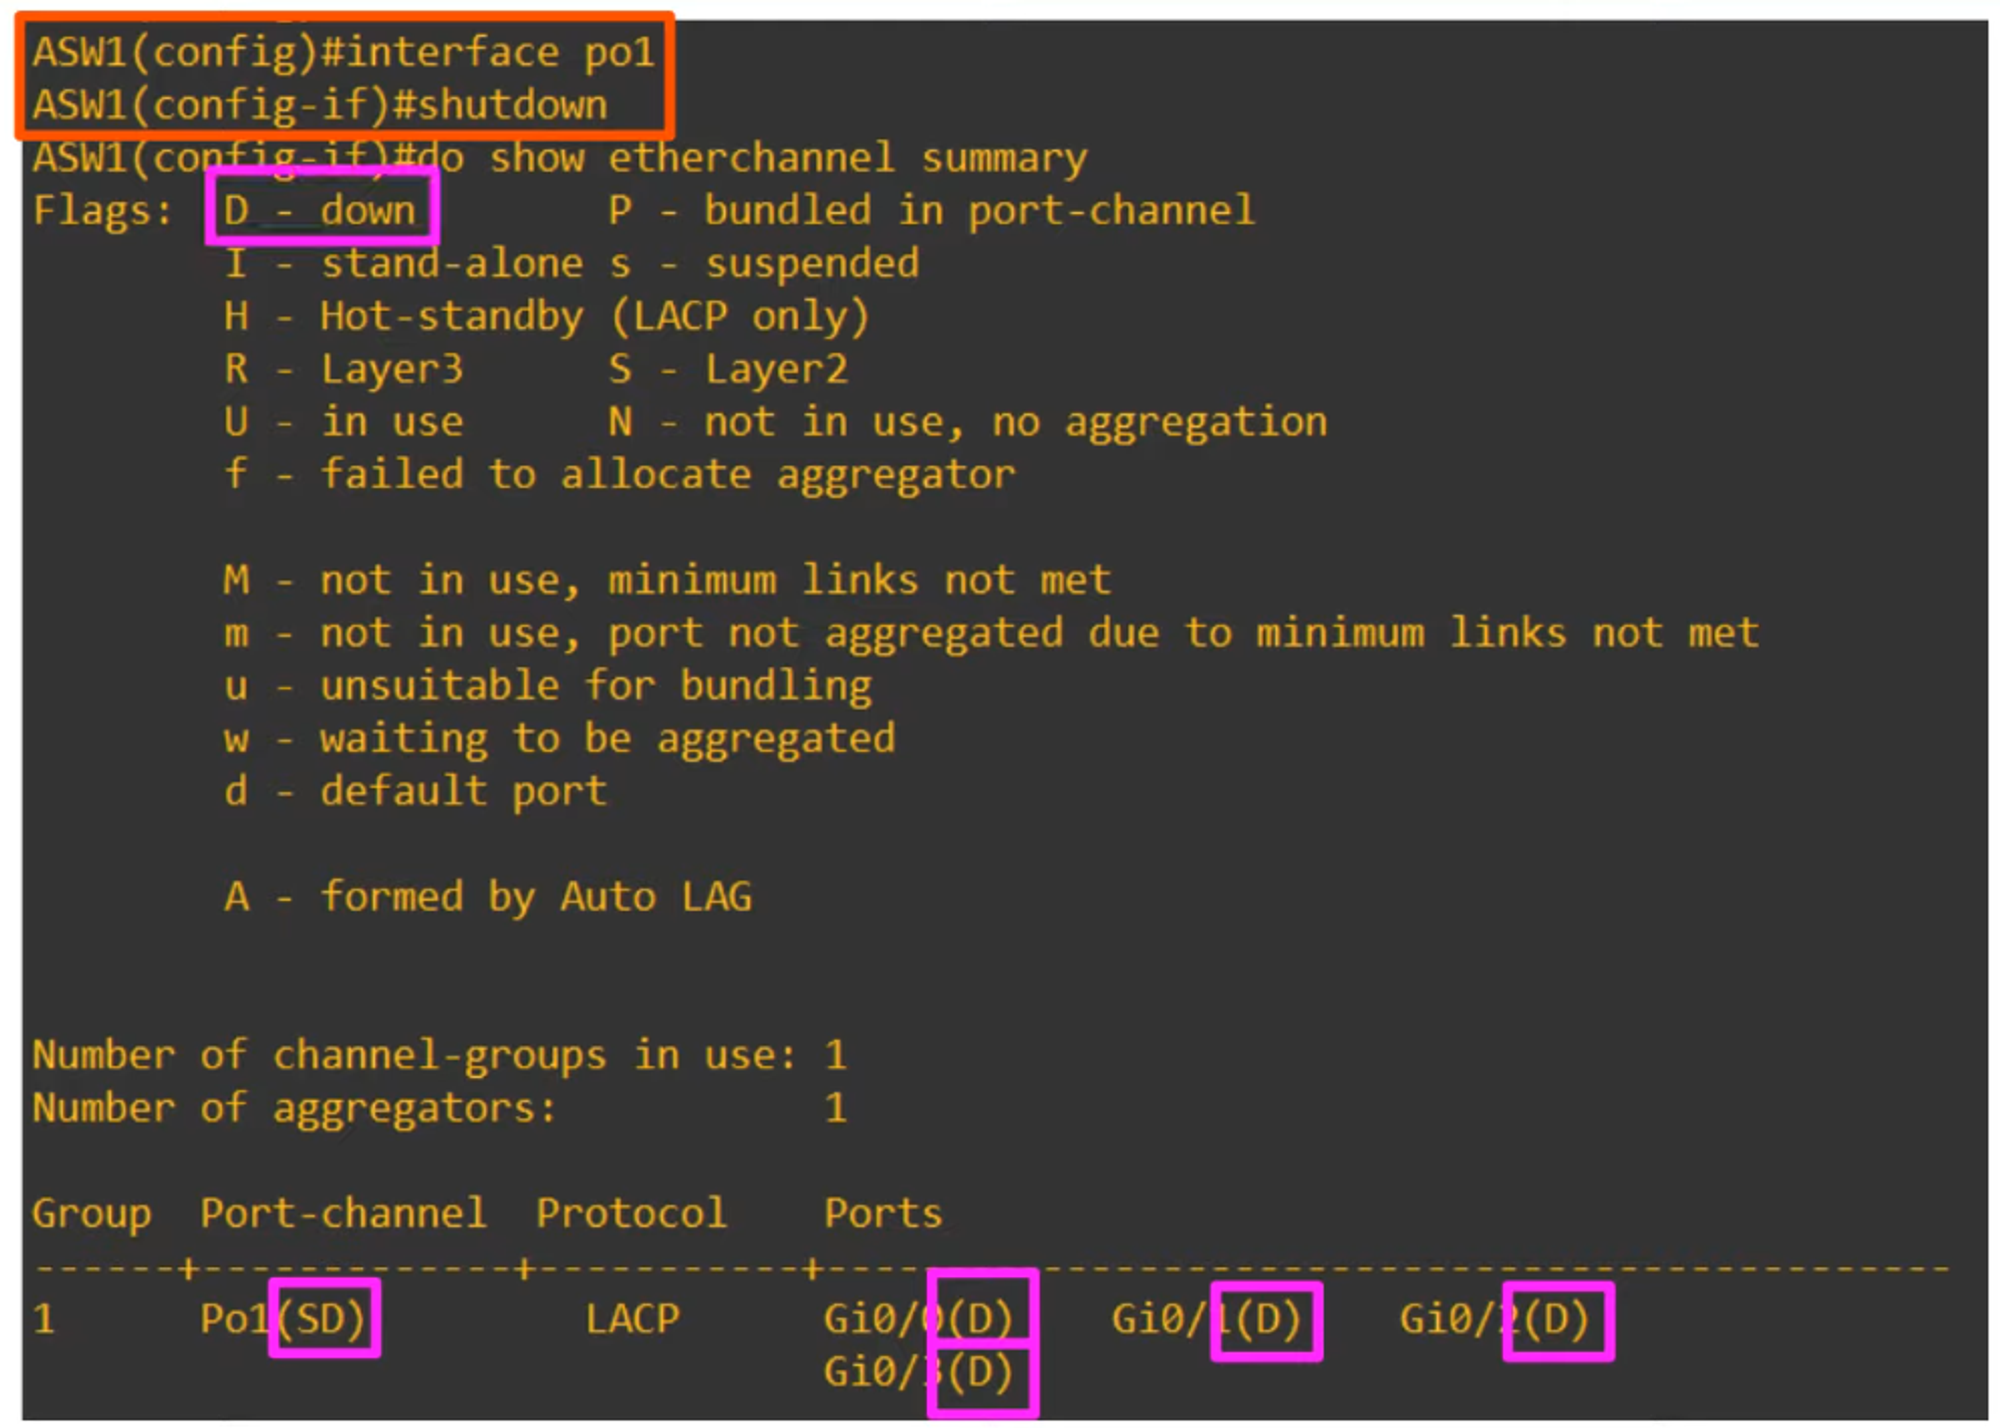 ASW1(config)#interface po1
ASW1(config-if)#shutdown
ASW1(config-if)#do show etherchannel summary
Flags:  D - down        P - bundled in port-channel
        I - stand-alone s - suspended
        H - Hot-standby (LACP only)
        R - Layer3      S - Layer2
        U - in use      N - not in use, no aggregation
        f - failed to allocate aggregator
        M - not in use, minimum links not met
        m - not in use, port not aggregated due to minimum links not met
        u - unsuitable for bundling
        w - waiting to be aggregated
        d - default port
        A - formed by Auto LAG
Number of channel-groups in use: 1
Number of aggregators:           1
Group  Port-channel  Protocol    Ports
------+-------------+-----------+-----------------------------------------------
1      Po1(SD)         LACP      Gi0/0(D)    Gi0/1(D)    Gi0/2(D)
                                 Gi0/3(D)